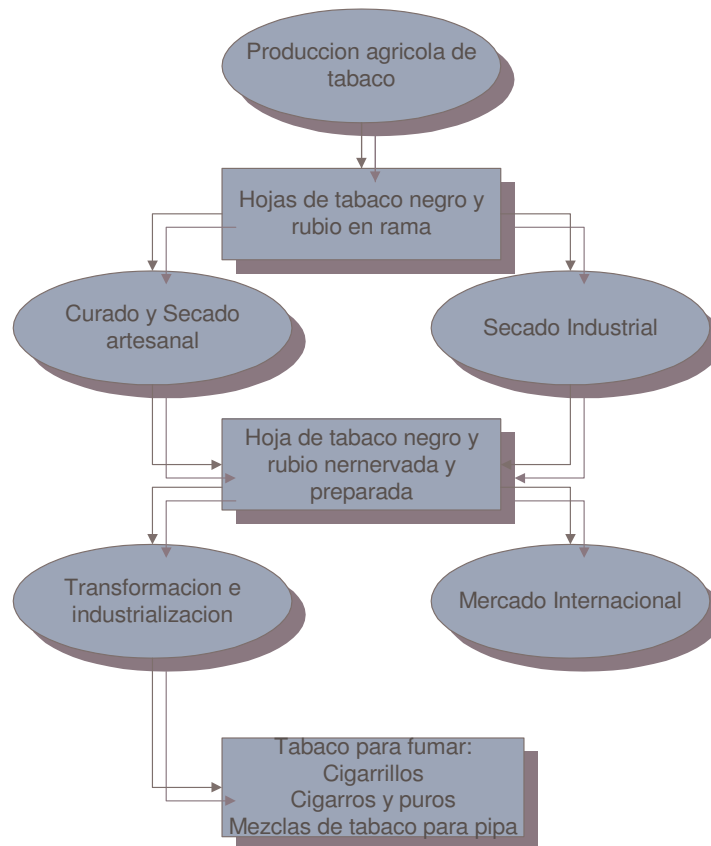 Produccion agricola de
tabaco
Hojas de tabaco negro y
rubio en rama
Curado y Secado
artesanal
Secado Industrial
Hoja de tabaco negro y
rubio nernervada y
preparada
Transformacion e
industrializacion
Mercado Internacional
Tabaco para fumar:
Cigarrillos
Cigarros y puros
Mezclas de tabaco para pipa